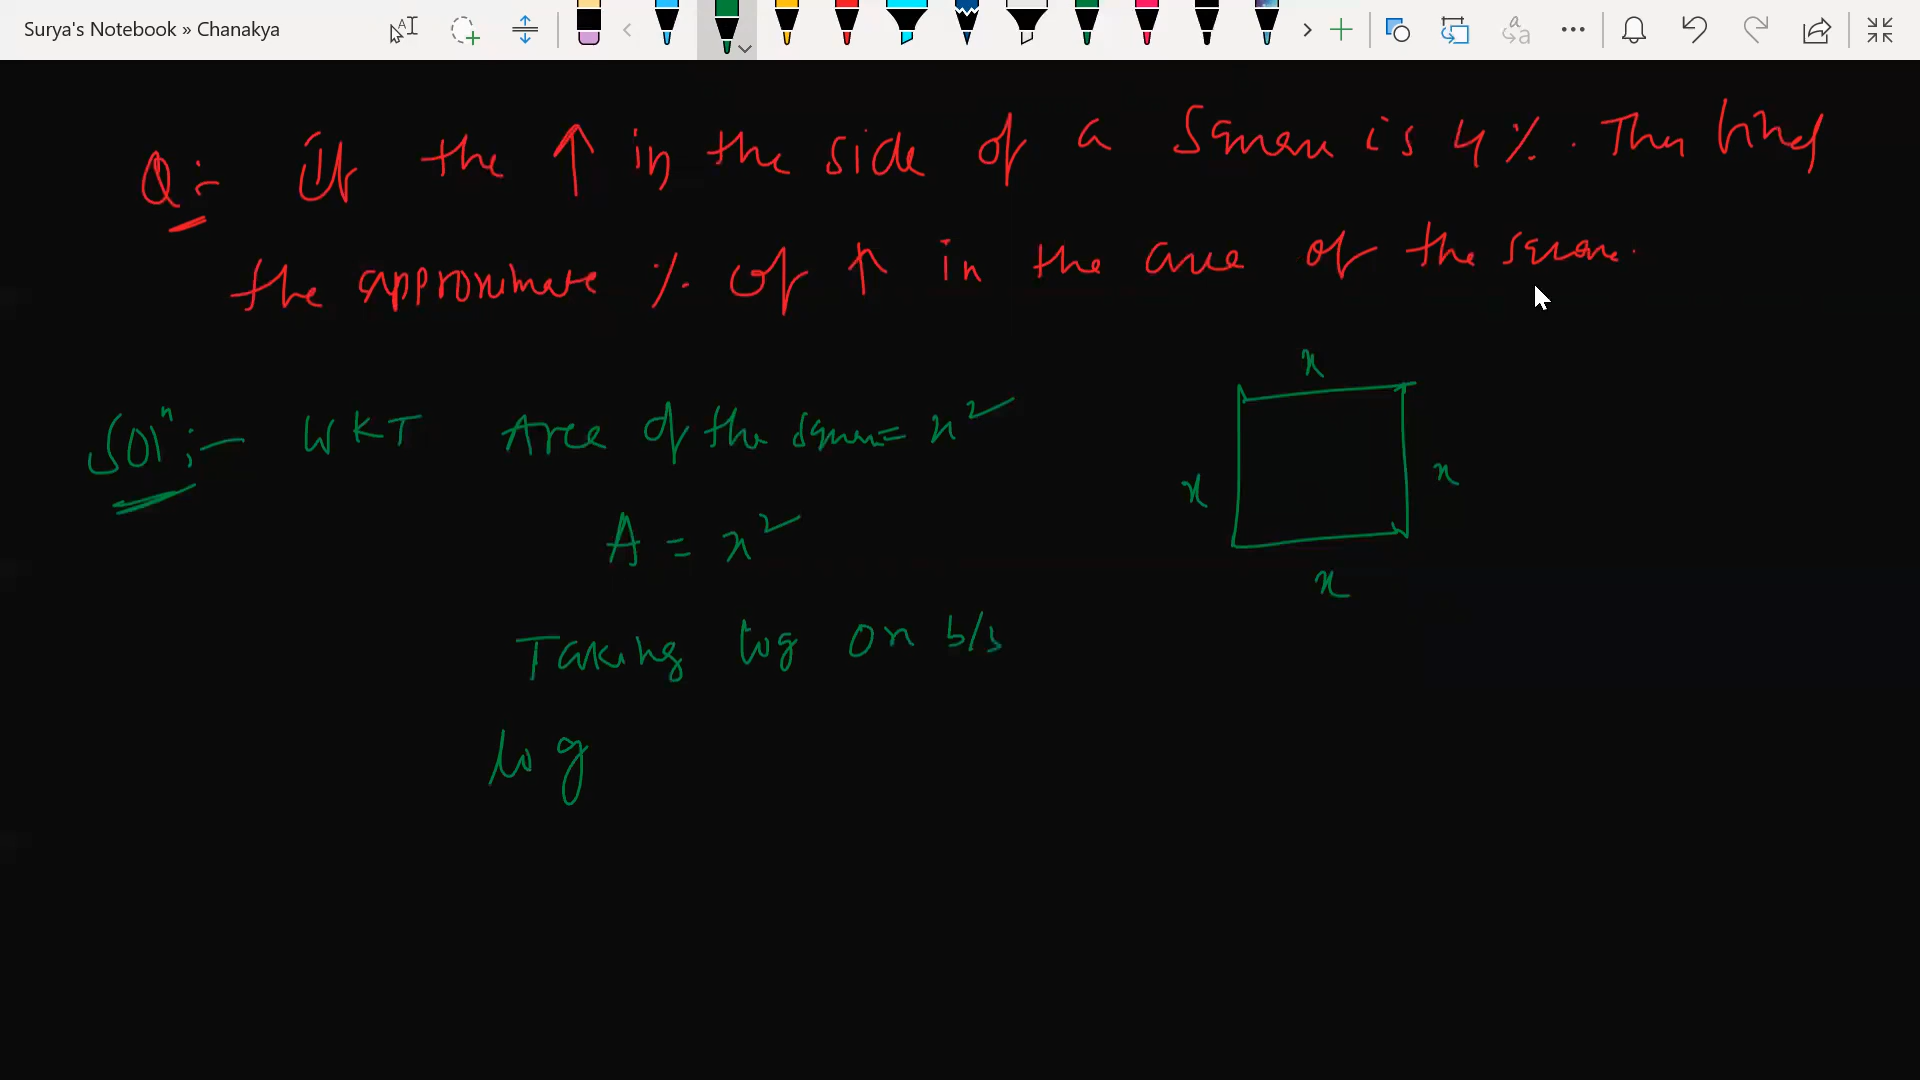 Surya's Notebook » Chanakya
Q:- If the ↑ in the side of a Square is 4 %. Then find
the approximate % of ↑ in the area of the square.
Solⁿ:- WKT Area of the square = x²
A = x²
Taking log on b/s
log
x
x
x
x